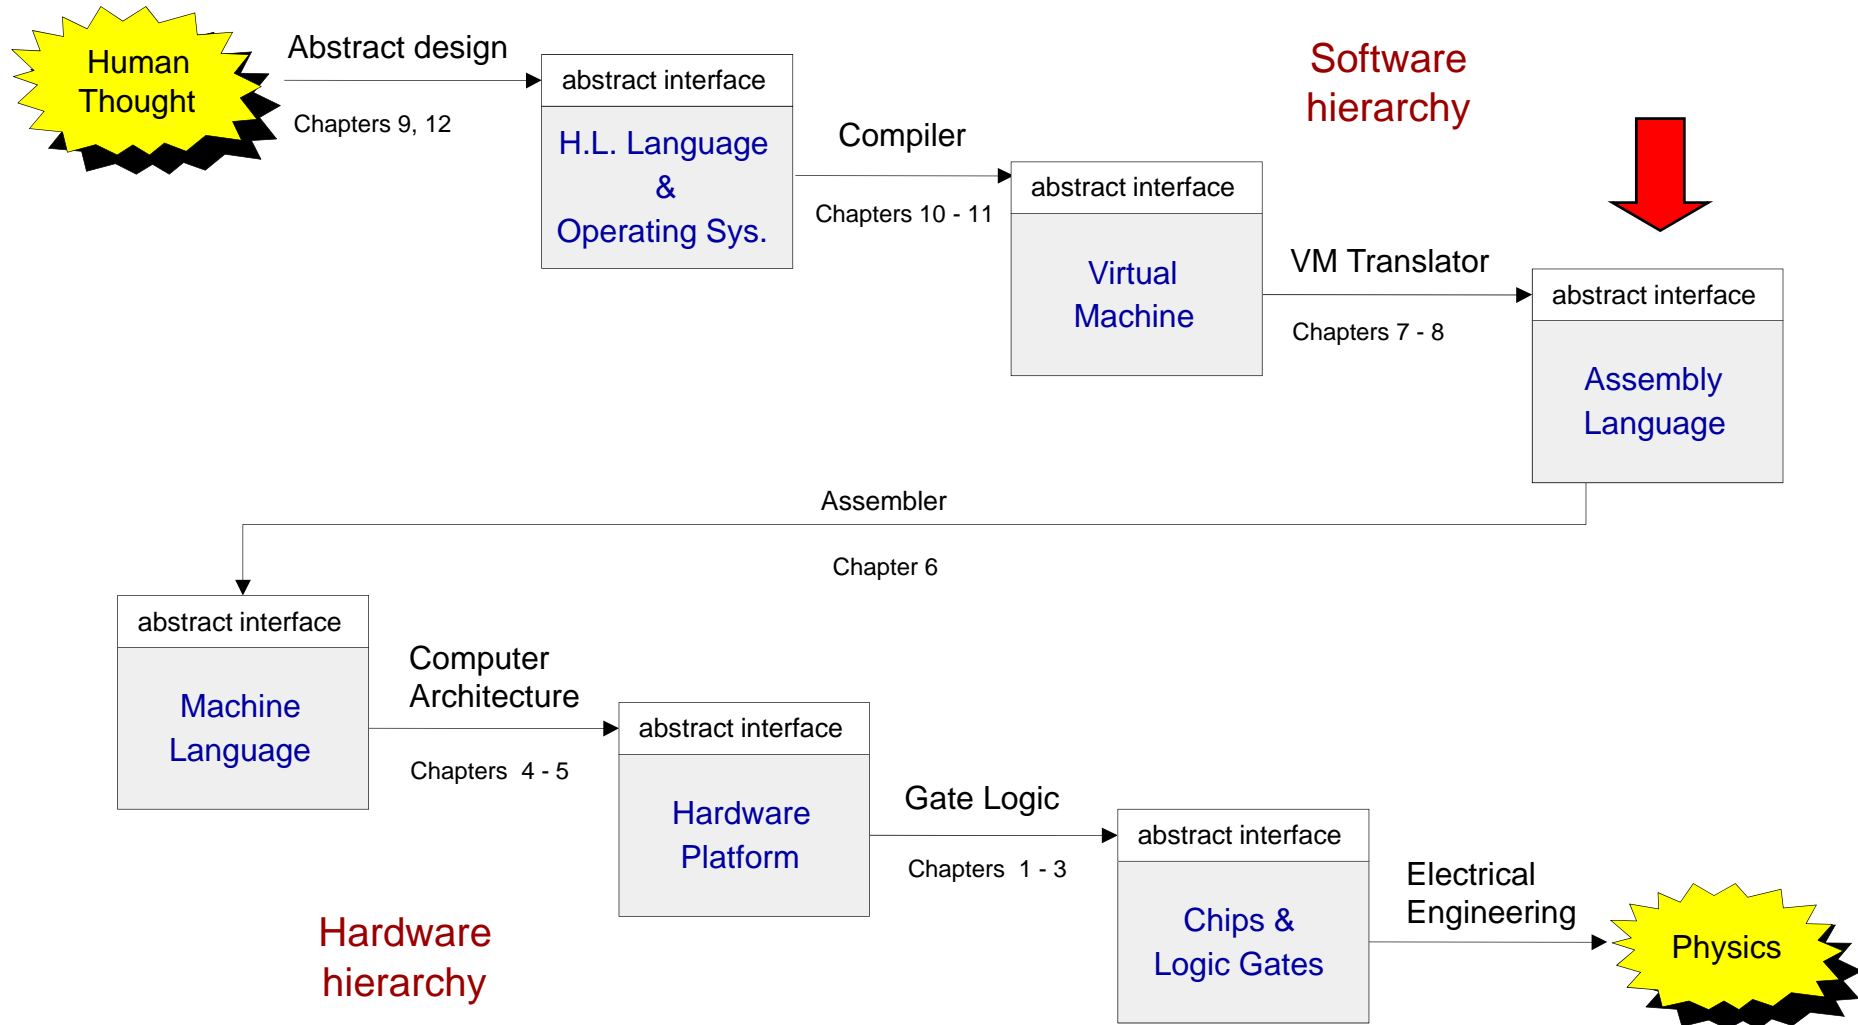 Human
Thought
Abstract design
Chapters 9, 12
abstract interface
H.L. Language
&
Operating Sys.
Compiler
Chapters 10 - 11
abstract interface
Virtual
Machine
Software
hierarchy
VM Translator
Chapters 7 - 8
abstract interface
Assembly
Language
Assembler
Chapter 6
abstract interface
Machine
Language
Computer
Architecture
Chapters 4 - 5
abstract interface
Hardware
Platform
Gate Logic
Chapters 1 - 3
abstract interface
Chips &
Logic Gates
Electrical
Engineering
Physics
Hardware
hierarchy